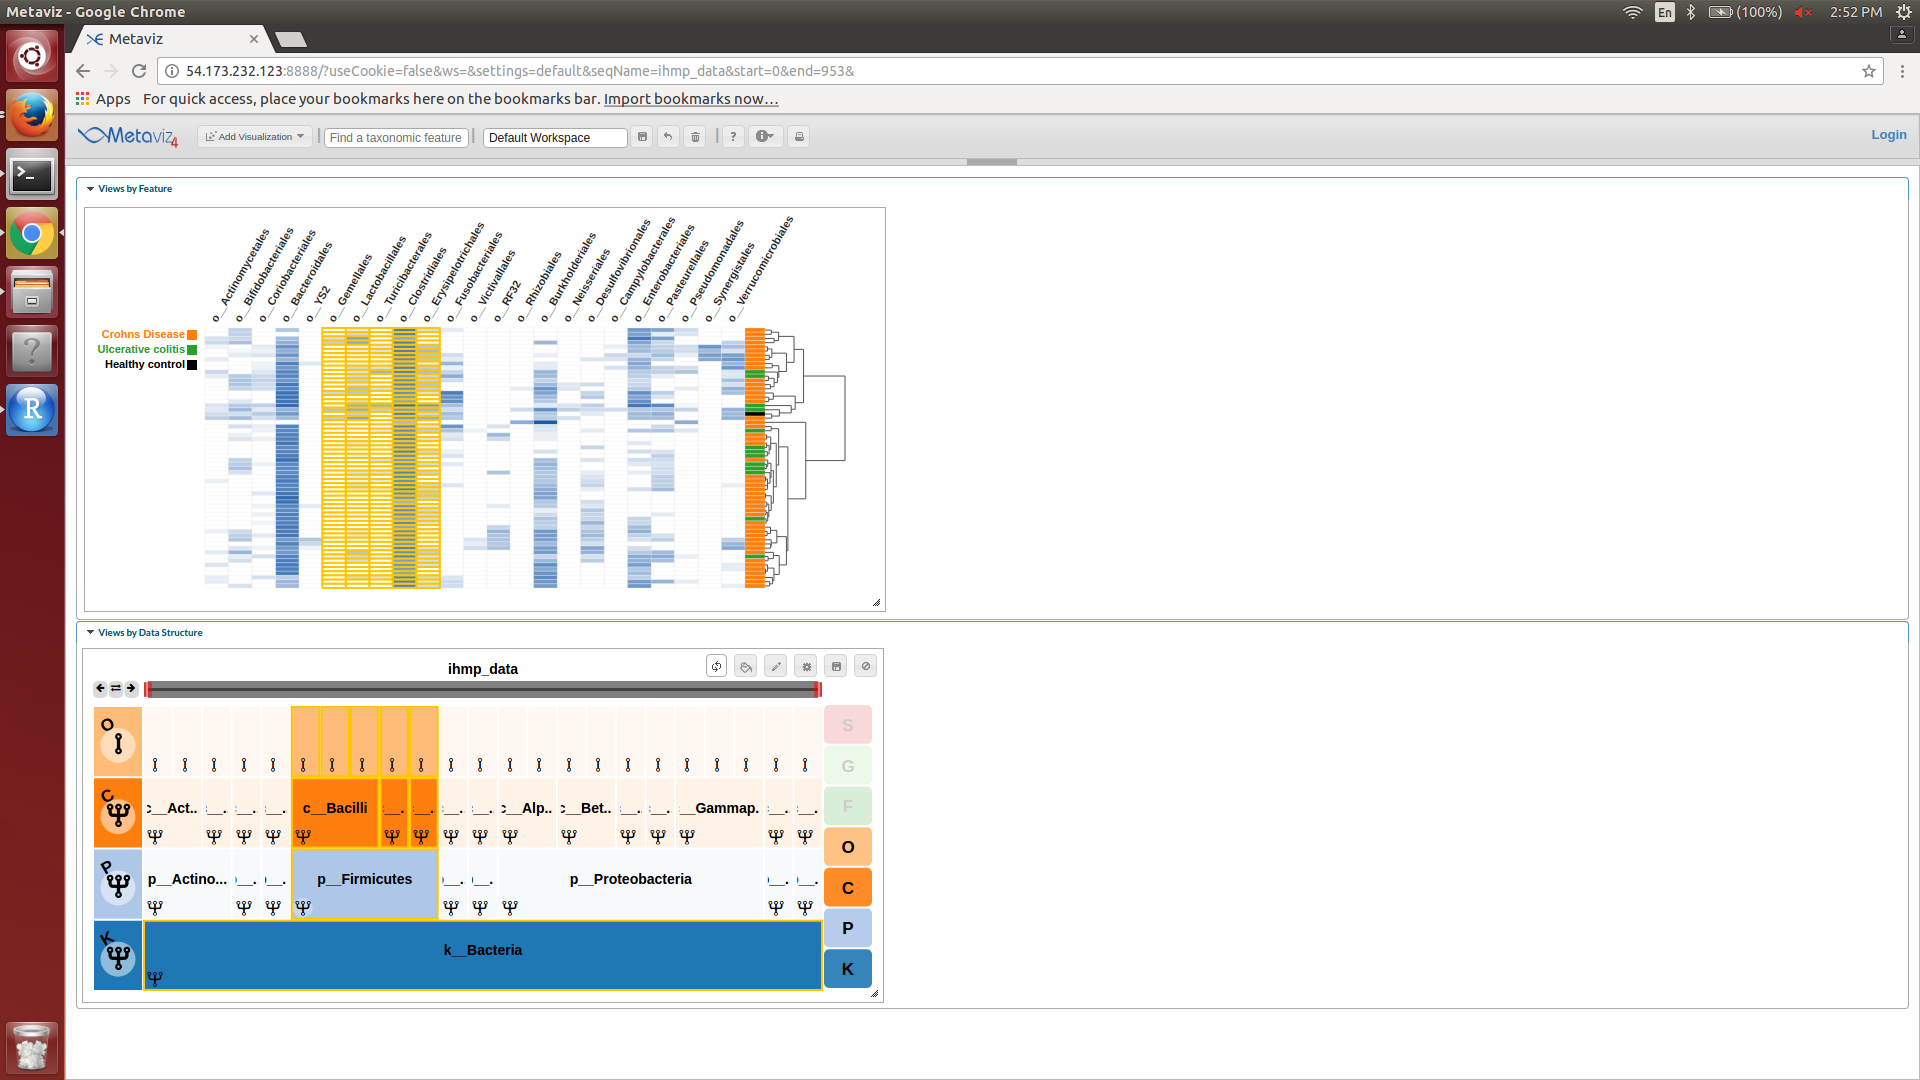 Metaviz - Google Chrome
En (100%) 2:52 PM
Metaviz
54.173.232.123:8888/?useCookie=false&ws=&settings=default&seqName=ihmp_data&start=0&end=953&
Apps For quick access, place your bookmarks here on the bookmarks bar. Import bookmarks now...
Metaviz 4 Add Visualization Find a taxonomic feature Default Workspace ? Login
Views by Feature
o__Actinomycetales
o__Bifidobacteriales
o__Coriobacteriales
o__Bacteroidales
o__YS2
o__Gemellales
o__Lactobacillales
o__Turicibacterales
o__Clostridiales
o__Erysipelotrichales
o__Fusobacteriales
o__Victivallales
o__RF32
o__Rhizobiales
o__Burkholderiales
o__Neisseriales
o__Desulfovibrionales
o__Campylobacterales
o__Enterobacteriales
o__Pasteurellales
o__Pseudomonadales
o__Synergistales
o__Verrucomicrobiales
Crohns Disease
Ulcerative colitis
Healthy control
Views by Data Structure
ihmp_data
O S
G
F
C c__Act.. c__Bacilli c__Alp.. c__Bet.. __Gammap. O
C
P p__Actino... p__Firmicutes p__Proteobacteria P
K k__Bacteria K